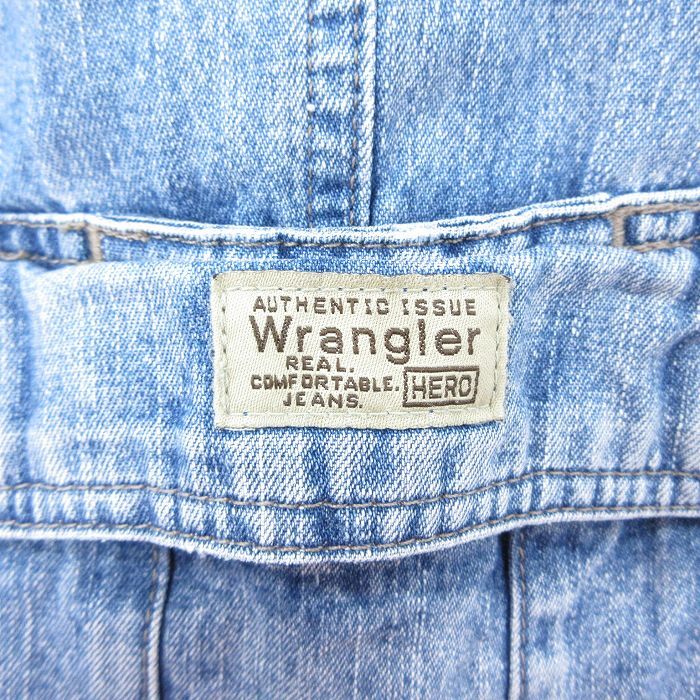 AUTHENTIC ISSUE
Wrangler
REAL.
COMFORTABLE.
JEANS.
HERO